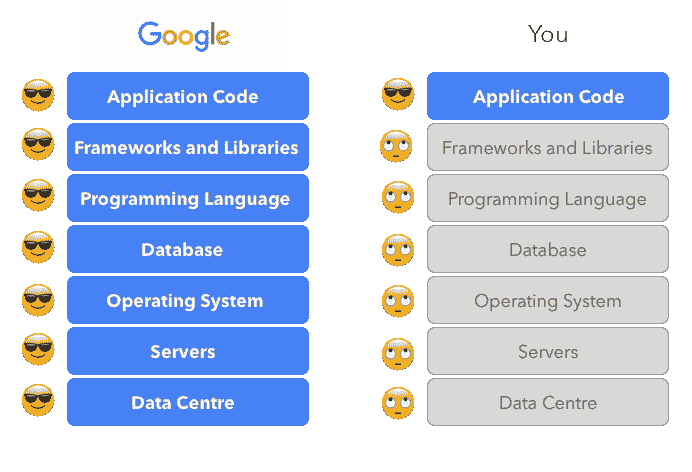 Google
Application Code
Frameworks and Libraries
Programming Language
Database
Operating System
Servers
Data Centre
You
Application Code
Frameworks and Libraries
Programming Language
Database
Operating System
Servers
Data Centre